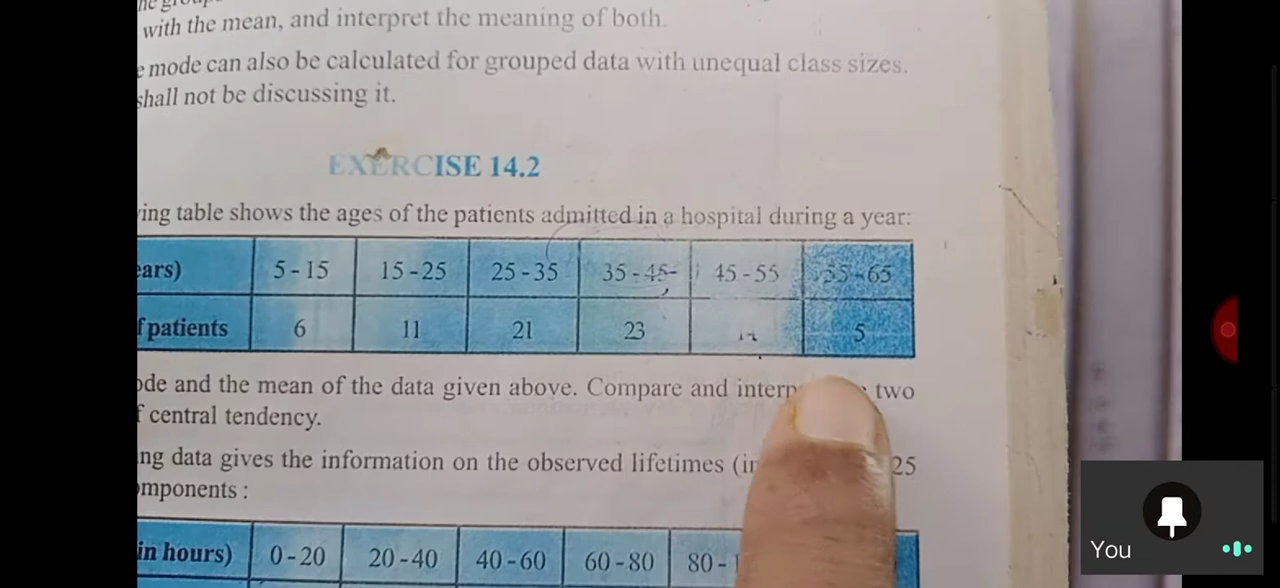 with the mean, and interpret the meaning of both.
mode can also be calculated for grouped data with unequal class sizes.
shall not be discussing it.
EXERCISE 14.2
ing table shows the ages of the patients admitted in a hospital during a year:
ears) 5-15 15-25 25-35 35-45 45-55 55-65
f patients 6 11 21 23 5
ode and the mean of the data given above. Compare and interp two
f central tendency.
ng data gives the information on the observed lifetimes (in 25
omponents :
in hours) 0-20 20-40 40-60 60-80 80-
You